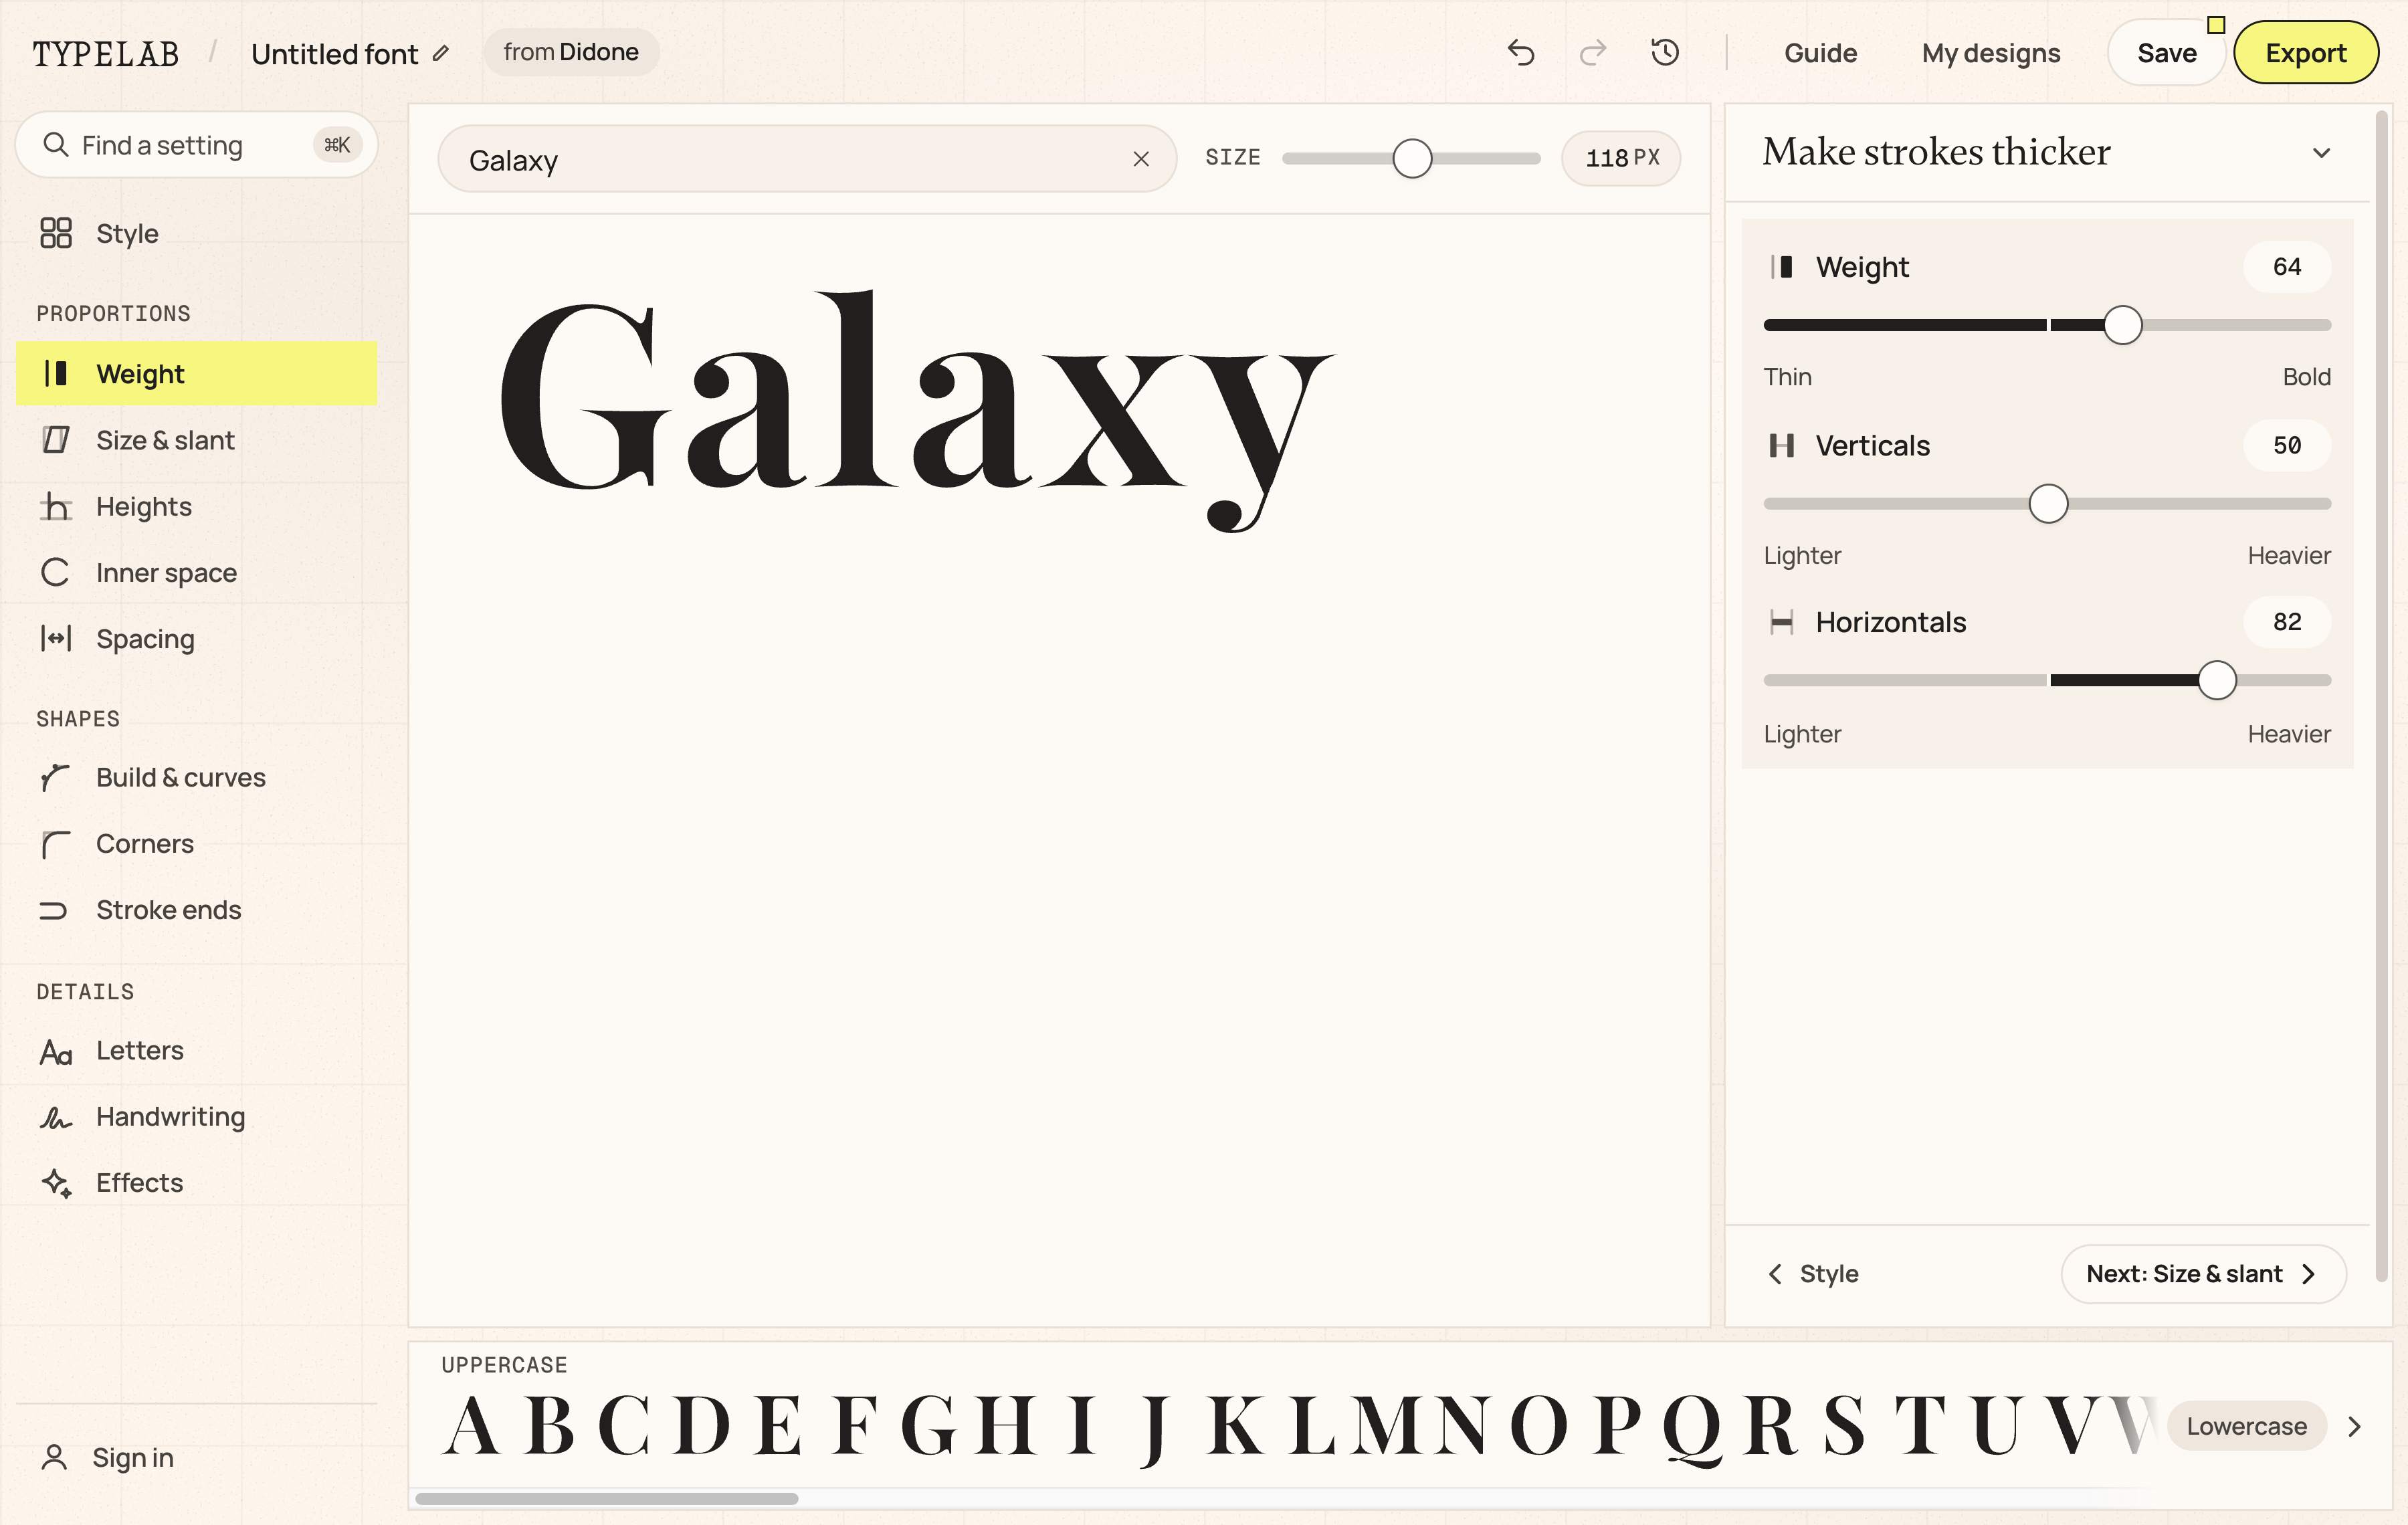 TYPELAB / Untitled font from Didone
Guide My designs Save Export
Find a setting ⌘K
Style
PROPORTIONS
Weight
Size & slant
Heights
Inner space
Spacing
SHAPES
Build & curves
Corners
Stroke ends
DETAILS
Letters
Handwriting
Effects
Sign in
Galaxy
SIZE 118 PX
Galaxy
Make strokes thicker
Weight 64
Thin Bold
Verticals 50
Lighter Heavier
Horizontals 82
Lighter Heavier
Style Next: Size & slant
UPPERCASE
A B C D E F G H I J K L M N O P Q R S T U V W
Lowercase